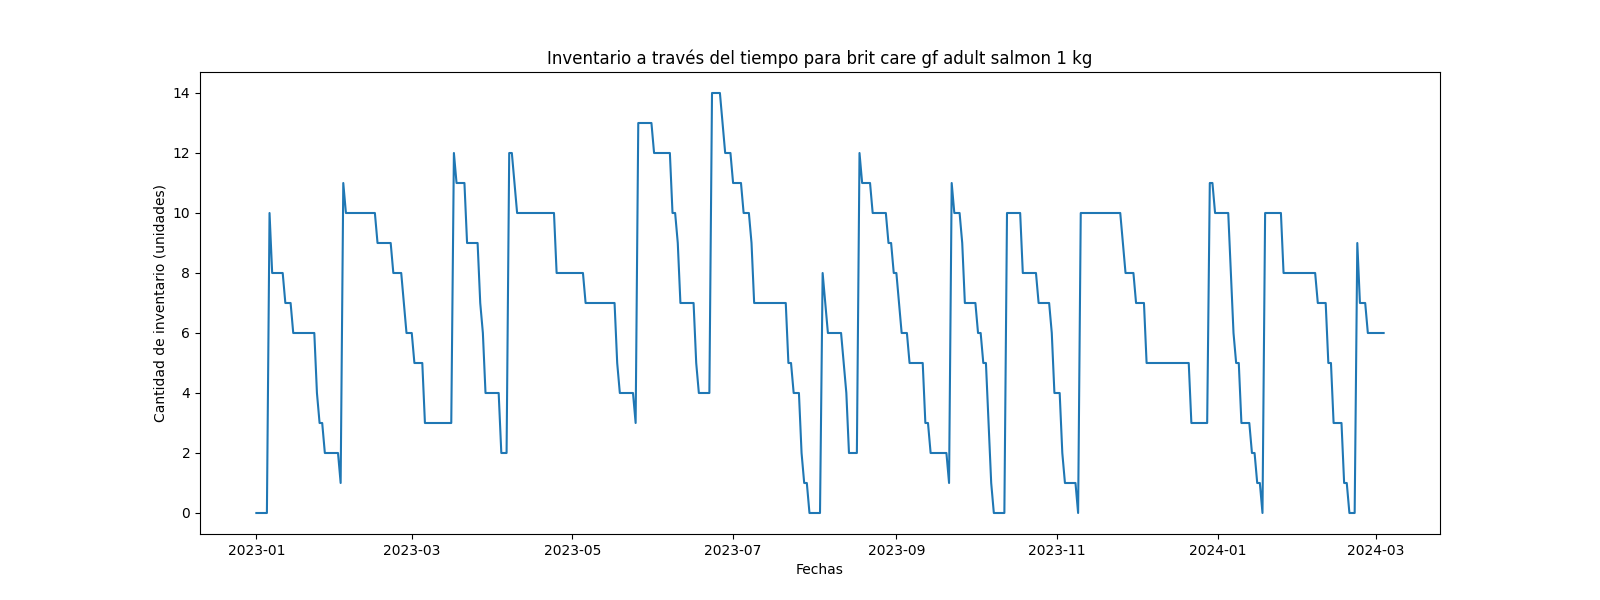 Inventario a través del tiempo para brit care gf adult salmon 1 kg
Cantidad de inventario (unidades)
14
12
10
8
6
4
2
0
2023-01 2023-03 2023-05 2023-07 2023-09 2023-11 2024-01 2024-03
Fechas